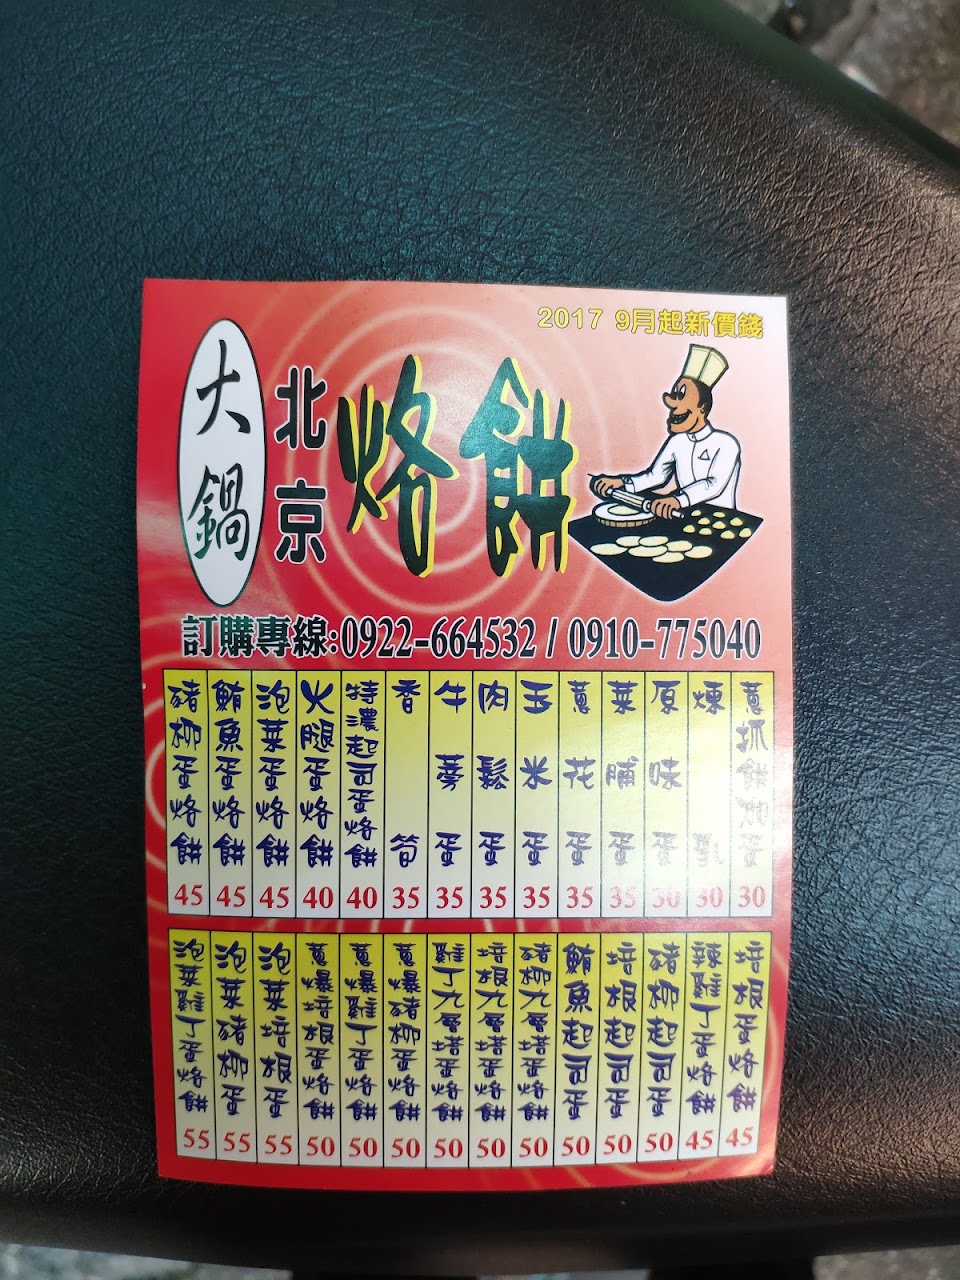 2017 9月起新價錢
大鍋
北京
烙餅
訂購專線:0922-664532 / 0910-775040
蔥抓餅加蛋 30
煉乳 30
原味蛋 30
菜脯蛋 35
蔥花蛋 35
玉米蛋 35
肉鬆蛋 35
牛蒡蛋 35
香筍 35
特濃起司蛋烙餅 40
火腿蛋烙餅 40
泡菜蛋烙餅 45
鮪魚蛋烙餅 45
豬柳蛋烙餅 45
培根蛋烙餅 45
辣雞丁蛋烙餅 45
豬柳起司蛋 50
培根起司蛋 50
鮪魚起司蛋 50
豬柳九層塔蛋烙餅 50
培根九層塔蛋烙餅 50
雞丁九層塔蛋烙餅 50
蔥爆豬柳蛋烙餅 50
蔥爆雞丁蛋烙餅 50
蔥爆培根蛋烙餅 50
泡菜培根蛋 55
泡菜豬柳蛋 55
泡菜雞丁蛋烙餅 55